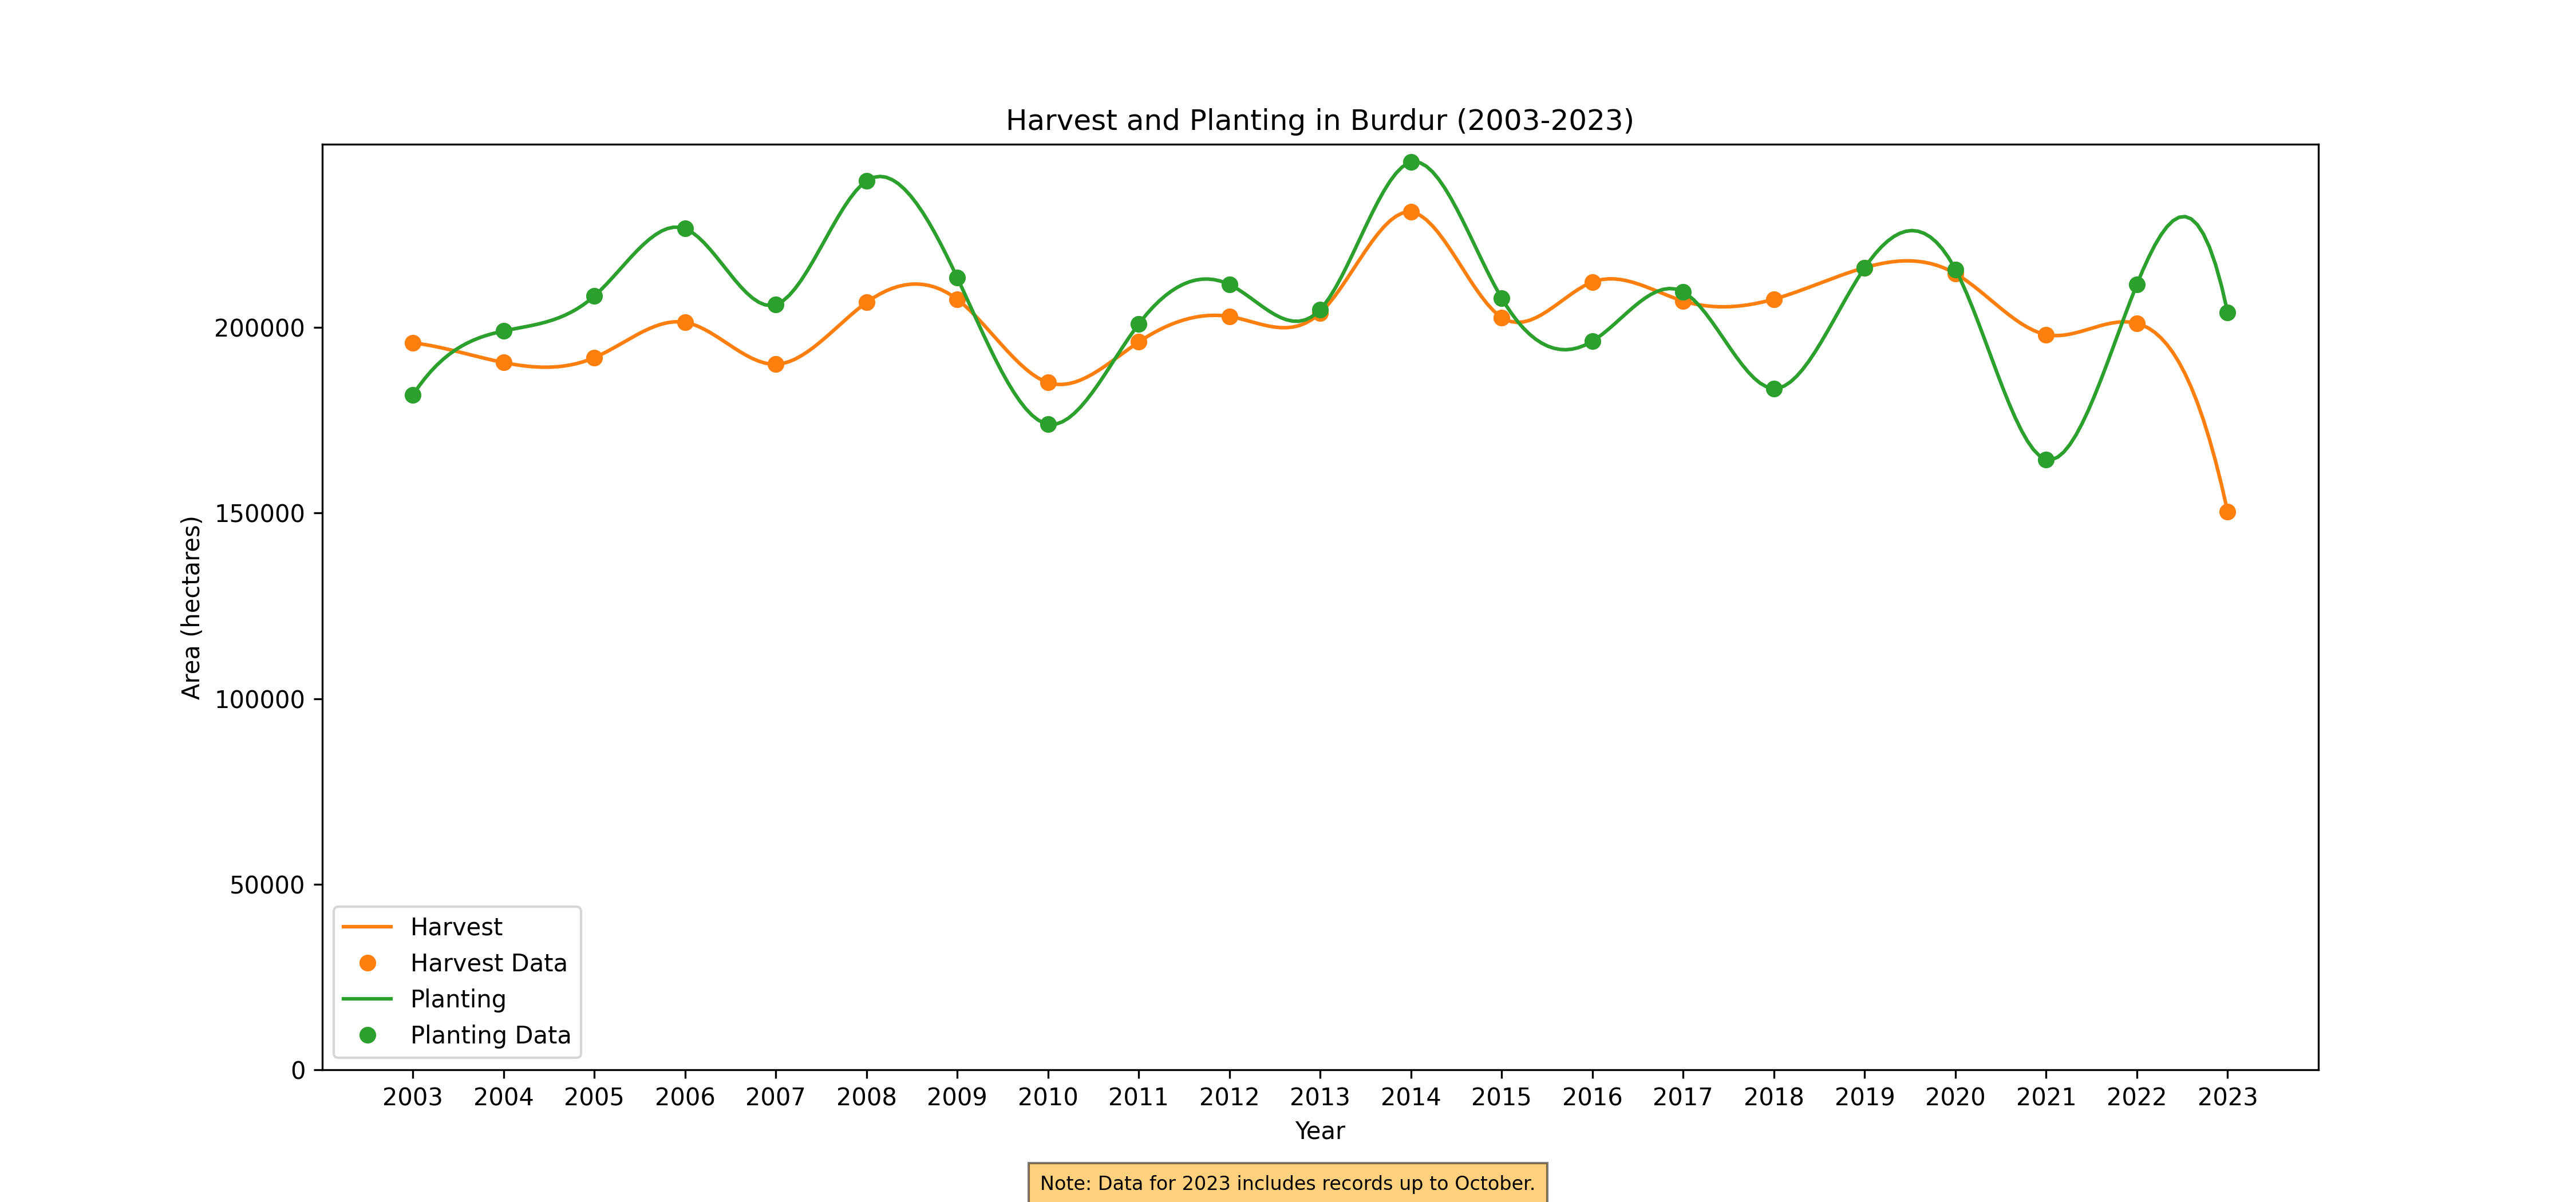 Harvest and Planting in Burdur (2003-2023)
Area (hectares)
200000
150000
100000
50000
0
Harvest
Harvest Data
Planting
Planting Data
2003 2004 2005 2006 2007 2008 2009 2010 2011 2012 2013 2014 2015 2016 2017 2018 2019 2020 2021 2022 2023
Year
Note: Data for 2023 includes records up to October.